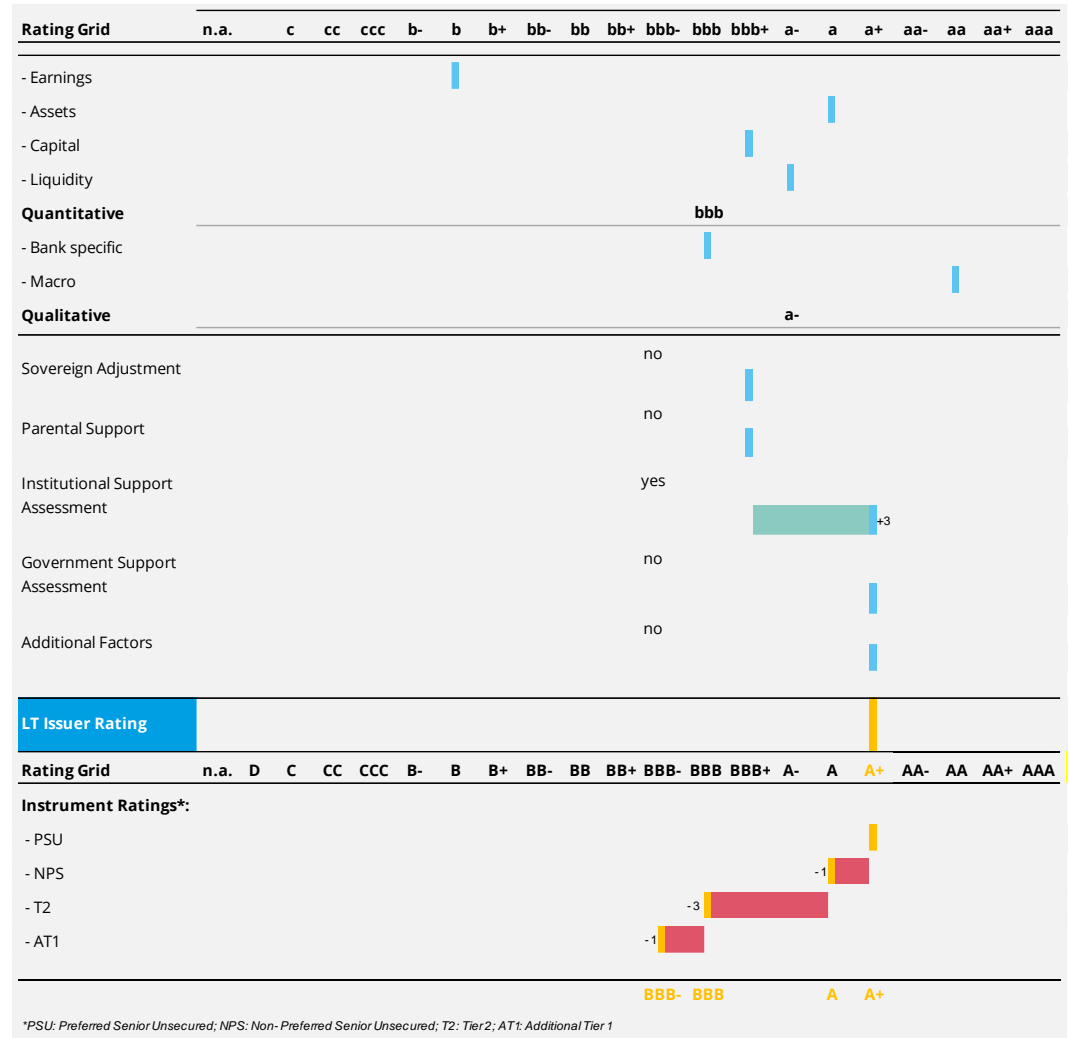 Rating Grid n.a. c cc ccc b- b b+ bb- bb bb+ bbb- bbb bbb+ a- a a+ aa- aa aa+ aaa
- Earnings
- Assets
- Capital
- Liquidity
Quantitative bbb
- Bank specific
- Macro
Qualitative a-
no
Sovereign Adjustment
no
Parental Support
Institutional Support yes
Assessment
+3
Government Support no
Assessment
no
Additional Factors
LT Issuer Rating
Rating Grid n.a. D C CC CCC B- B B+ BB- BB BB+ BBB- BBB BBB+ A- A A+ AA- AA AA+ AAA
Instrument Ratings*:
- PSU
- NPS -1
- T2 -3
- AT1 -1
BBB- BBB A A+
*PSU: Preferred Senior Unsecured; NPS: Non- Preferred Senior Unsecured; T2: Tier 2; AT1: Additional Tier 1